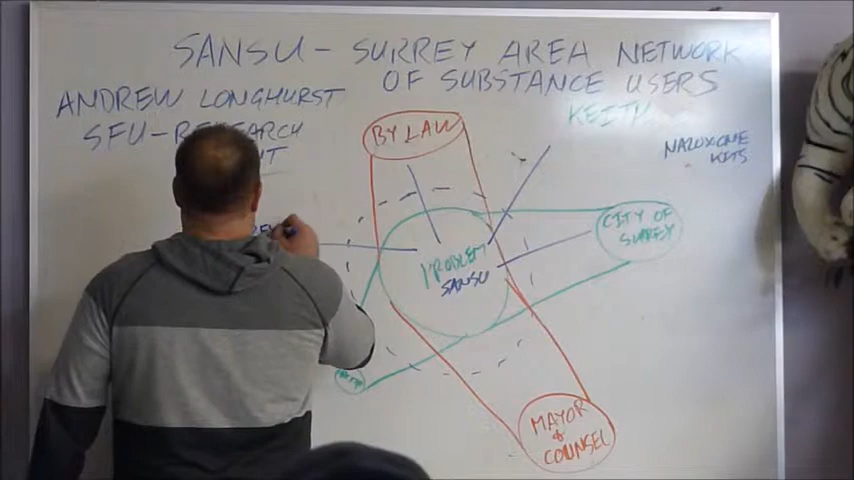 SANSU - SURREY AREA NETWORK
OF SUBSTANCE USERS
ANDREW LONGHURST
SFU - RESEARCH
KEITH
BY LAW
NALOXONE
KITS
CITY OF
SURREY
PROBLEM
SANSU
MAYOR
&
COUNSEL